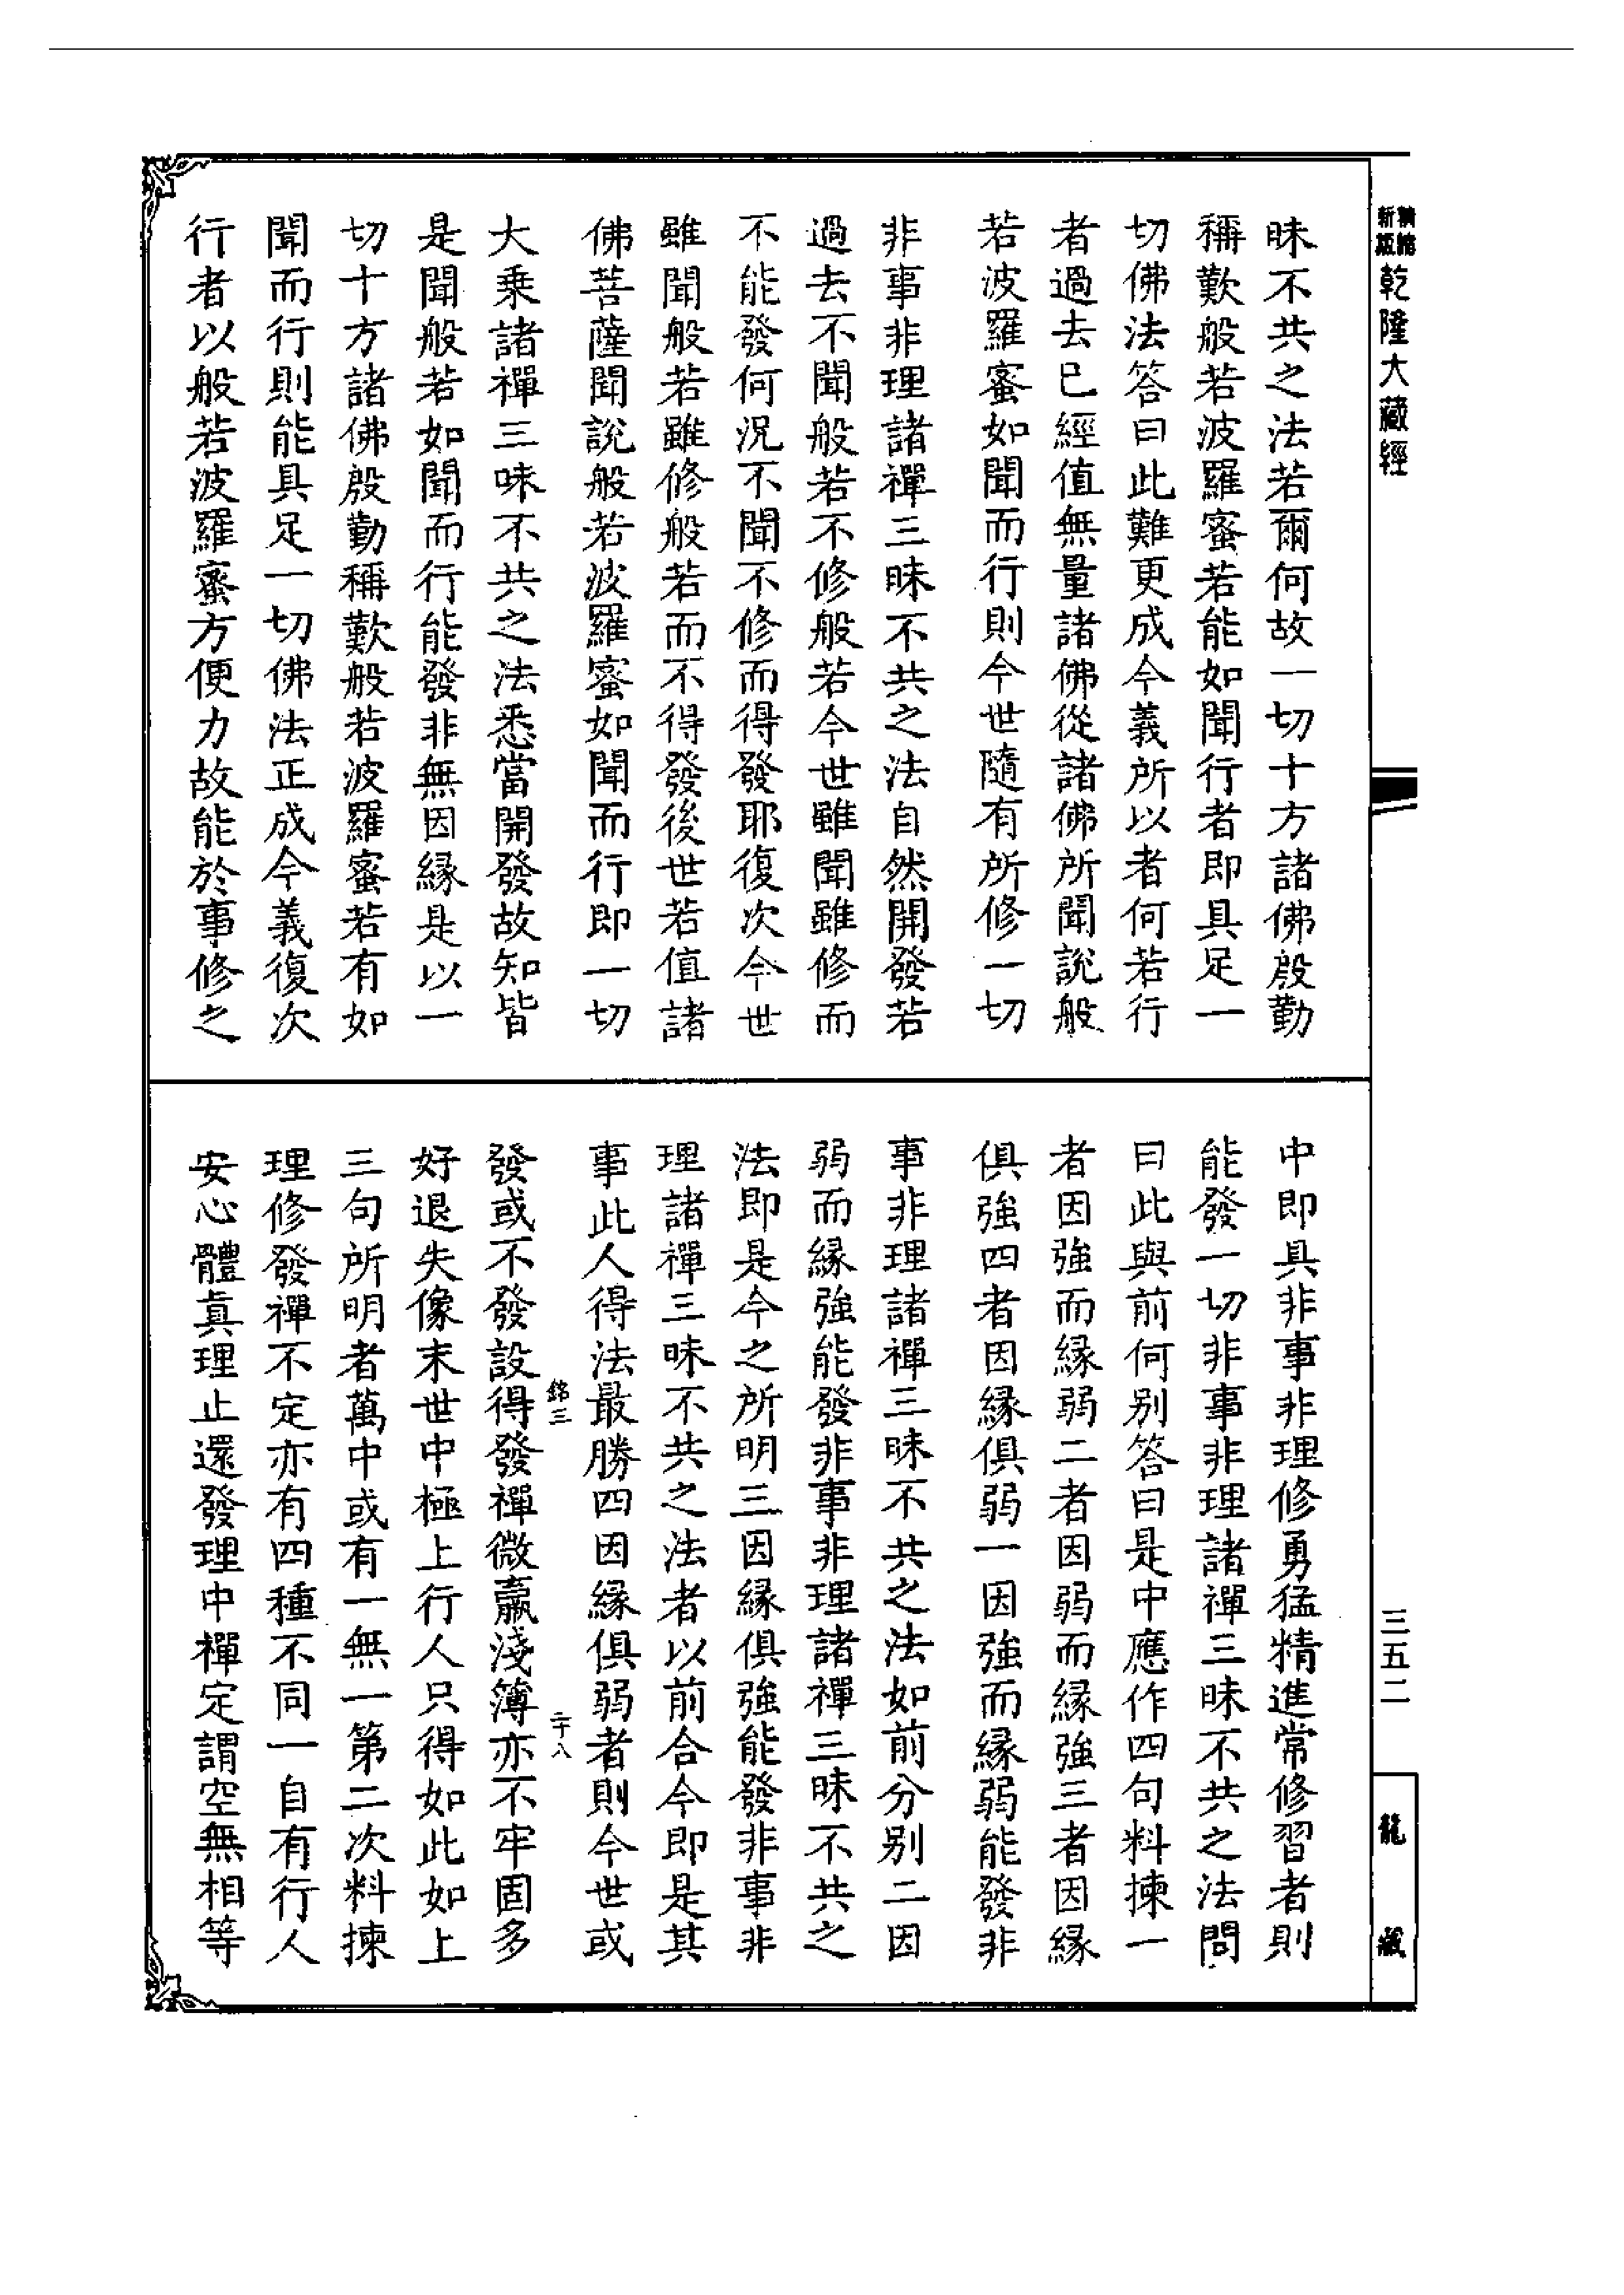 新版
精縮
乾隆大藏經
昧不共之法若爾何故一切十方諸佛殷勤
稱歎般若波羅蜜若能如聞行者即具足一
切佛法答曰此難更成今義所以者何若行
者過去已經值無量諸佛從諸佛所聞說般
若波羅蜜如聞而行則今世隨有所修一切
非事非理諸禪三昧不共之法自然開發若
過去不聞般若不修般若今世雖聞雖修而
不能發何況不聞不修而得發耶復次今世
雖聞般若雖修般若而不得發後世若值諸
佛菩薩聞說般若波羅蜜如聞而行即一切
大乘諸禪三昧不共之法悉當開發故知皆
是聞般若如聞而行能發非無因緣是以一
切十方諸佛殷勤稱歎般若波羅蜜若有如
聞而行則能具足一切佛法正成今義復次
行者以般若波羅蜜方便力故能於事修之
中即具非事非理修勇猛精進常修習者則
能發一切非事非理諸禪三昧不共之法問
曰此與前何別答曰是中應作四句料揀一
者因強而緣弱二者因弱而緣強三者因緣
俱強四者因緣俱弱一因強而緣弱能發非
事非理諸禪三昧不共之法如前分別二因
弱而緣強能發非事非理諸禪三昧不共之
法即是今之所明三因緣俱強能發非事非
理諸禪三昧不共之法者以前合今即是其
事此人得法最勝四因緣俱弱者則今世或
銘三
二十八
發或不發設得發禪微羸淺簿亦不牢固多
好退失像末世中極上行人只得如此如上
三句所明者萬中或有一無一第二次料揀
理修發禪不定亦有四種不同一自有行人
安心體真理止還發理中禪定謂空無相等
三五二
龍藏